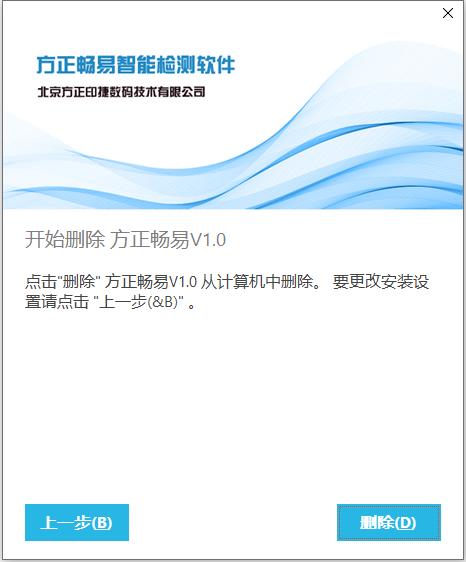 方正畅易智能检测软件
北京方正印捷数码技术有限公司
开始删除 方正畅易V1.0
点击"删除" 方正畅易V1.0 从计算机中删除。 要更改安装设
置请点击 "上一步(&B)" 。
上一步(B)
删除(D)